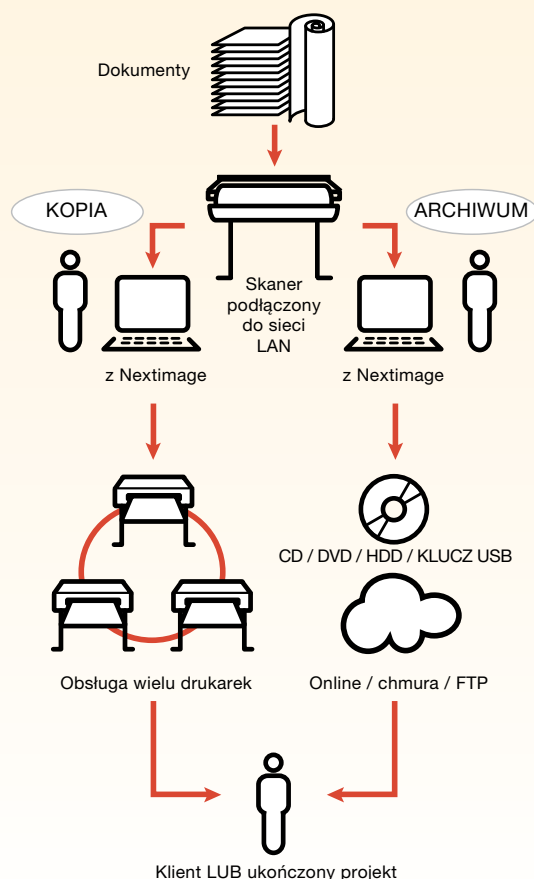 Dokumenty
KOPIA
ARCHIWUM
Skaner
podłączony
do sieci
LAN
z Nextimage
z Nextimage
CD / DVD / HDD / KLUCZ USB
Obsługa wielu drukarek
Online / chmura / FTP
Klient LUB ukończony projekt